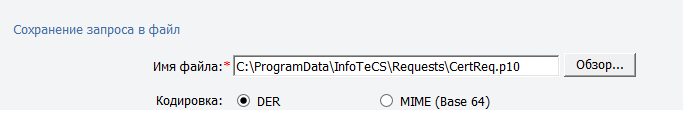 Сохранение запроса в файл
Имя файла:* C:\ProgramData\InfoTeCS\Requests\CertReq.p10 Обзор...
Кодировка: DER MIME (Base 64)